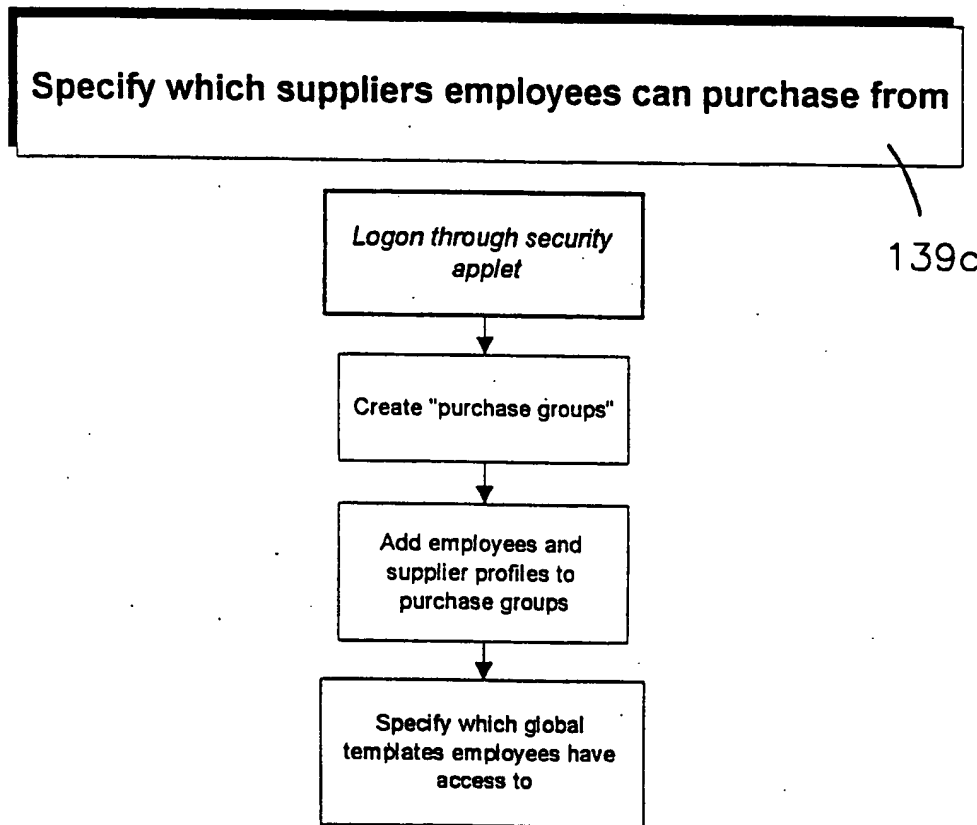 Specify which suppliers employees can purchase from
139c
Logon through security
applet
Create "purchase groups"
Add employees and
supplier profiles to
purchase groups
Specify which global
templates employees have
access to